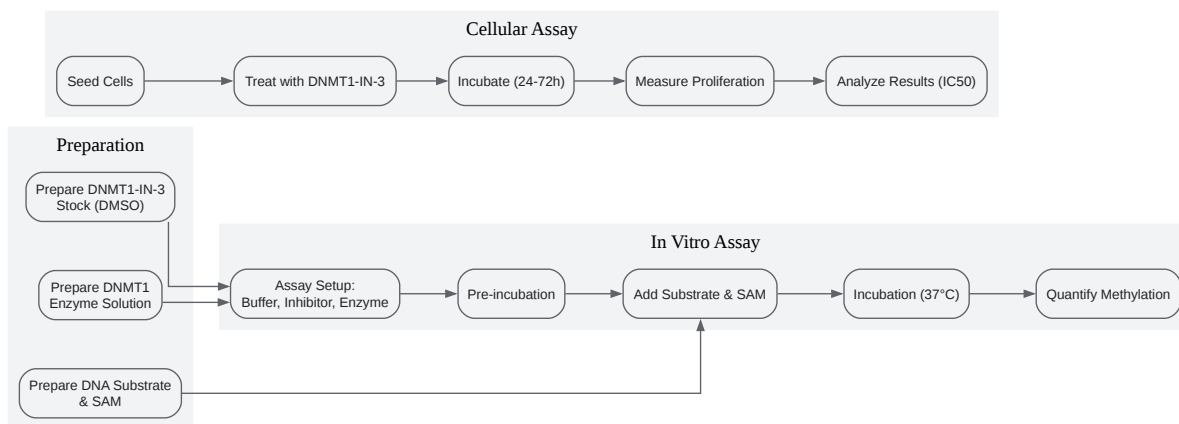 Cellular Assay
Seed Cells
Treat with DNMT1-IN-3
Incubate (24-72h)
Measure Proliferation
Analyze Results (IC50)
Preparation
Prepare DNMT1-IN-3
Stock (DMSO)
Prepare DNMT1
Enzyme Solution
Prepare DNA Substrate
& SAM
In Vitro Assay
Assay Setup:
Buffer, Inhibitor, Enzyme
Pre-incubation
Add Substrate & SAM
Incubation (37°C)
Quantify Methylation